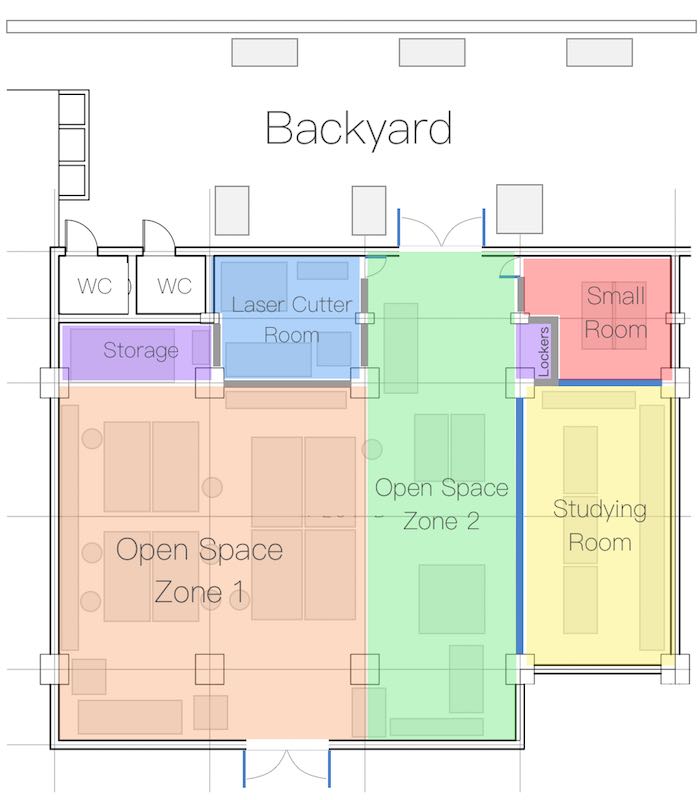 Backyard
WC
WC
Laser Cutter
Room
Small
Room
Storage
Lockers
Open Space
Zone 2
Studying
Room
Open Space
Zone 1